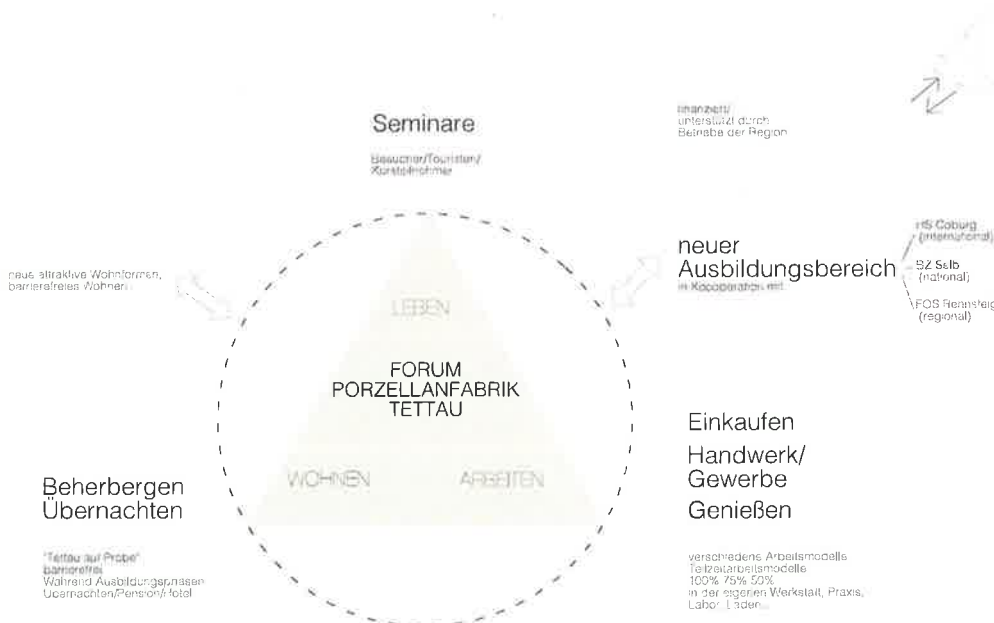 Seminare
Besucher/Touristen/
Kursteilnehmer
finanziert/
unterstützt durch
Betriebe der Region
neue attraktive Wohnformen,
barrierefreies Wohnen
neuer
Ausbildungsbereich
in Kooperation mit
HS Coburg
(international)
BZ Selb
(national)
FOS Rennsteig
(regional)
LEBEN
FORUM
PORZELLANFABRIK
TETTAU
WOHNEN
ARBEITEN
Beherbergen
Übernachten
"Tettau auf Probe"
barrierefrei
Während Ausbildungsphasen
Übernachten/Pension/Hotel
Einkaufen
Handwerk/
Gewerbe
Genießen
verschiedene Arbeitsmodelle
Teilzeitarbeitsmodelle
100% 75% 50%
in der eigenen Werkstatt, Praxis,
Labor, Laden...